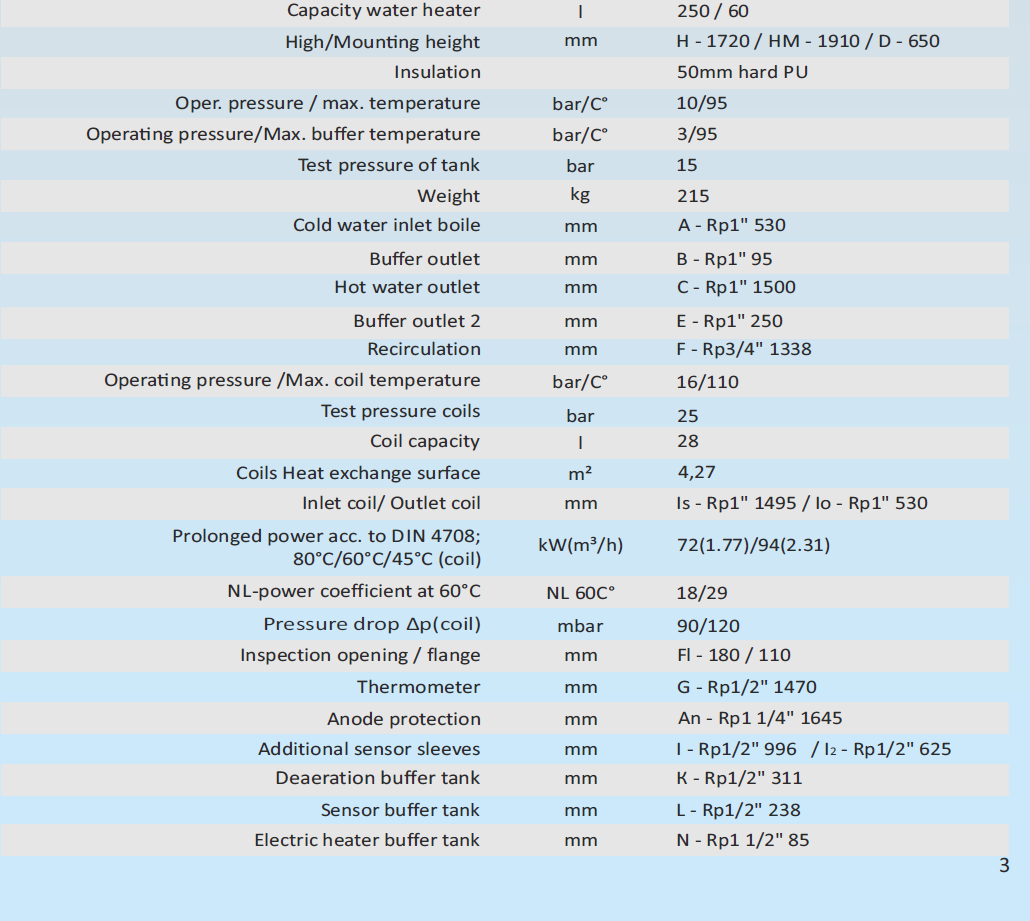 Capacity water heater l 250 / 60
High/Mounting height mm H - 1720 / HM - 1910 / D - 650
Insulation 50mm hard PU
Oper. pressure / max. temperature bar/C° 10/95
Operating pressure/Max. buffer temperature bar/C° 3/95
Test pressure of tank bar 15
Weight kg 215
Cold water inlet boile mm A - Rp1" 530
Buffer outlet mm B - Rp1" 95
Hot water outlet mm C - Rp1" 1500
Buffer outlet 2 mm E - Rp1" 250
Recirculation mm F - Rp3/4" 1338
Operating pressure /Max. coil temperature bar/C° 16/110
Test pressure coils bar 25
Coil capacity l 28
Coils Heat exchange surface m² 4,27
Inlet coil/ Outlet coil mm Is - Rp1" 1495 / Io - Rp1" 530
Prolonged power acc. to DIN 4708;
80°C/60°C/45°C (coil) kW(m³/h) 72(1.77)/94(2.31)
NL-power coefficient at 60°C NL 60C° 18/29
Pressure drop Δp(coil) mbar 90/120
Inspection opening / flange mm Fl - 180 / 110
Thermometer mm G - Rp1/2" 1470
Anode protection mm An - Rp1 1/4" 1645
Additional sensor sleeves mm I - Rp1/2" 996 / I2 - Rp1/2" 625
Deaeration buffer tank mm K - Rp1/2" 311
Sensor buffer tank mm L - Rp1/2" 238
Electric heater buffer tank mm N - Rp1 1/2" 85
3